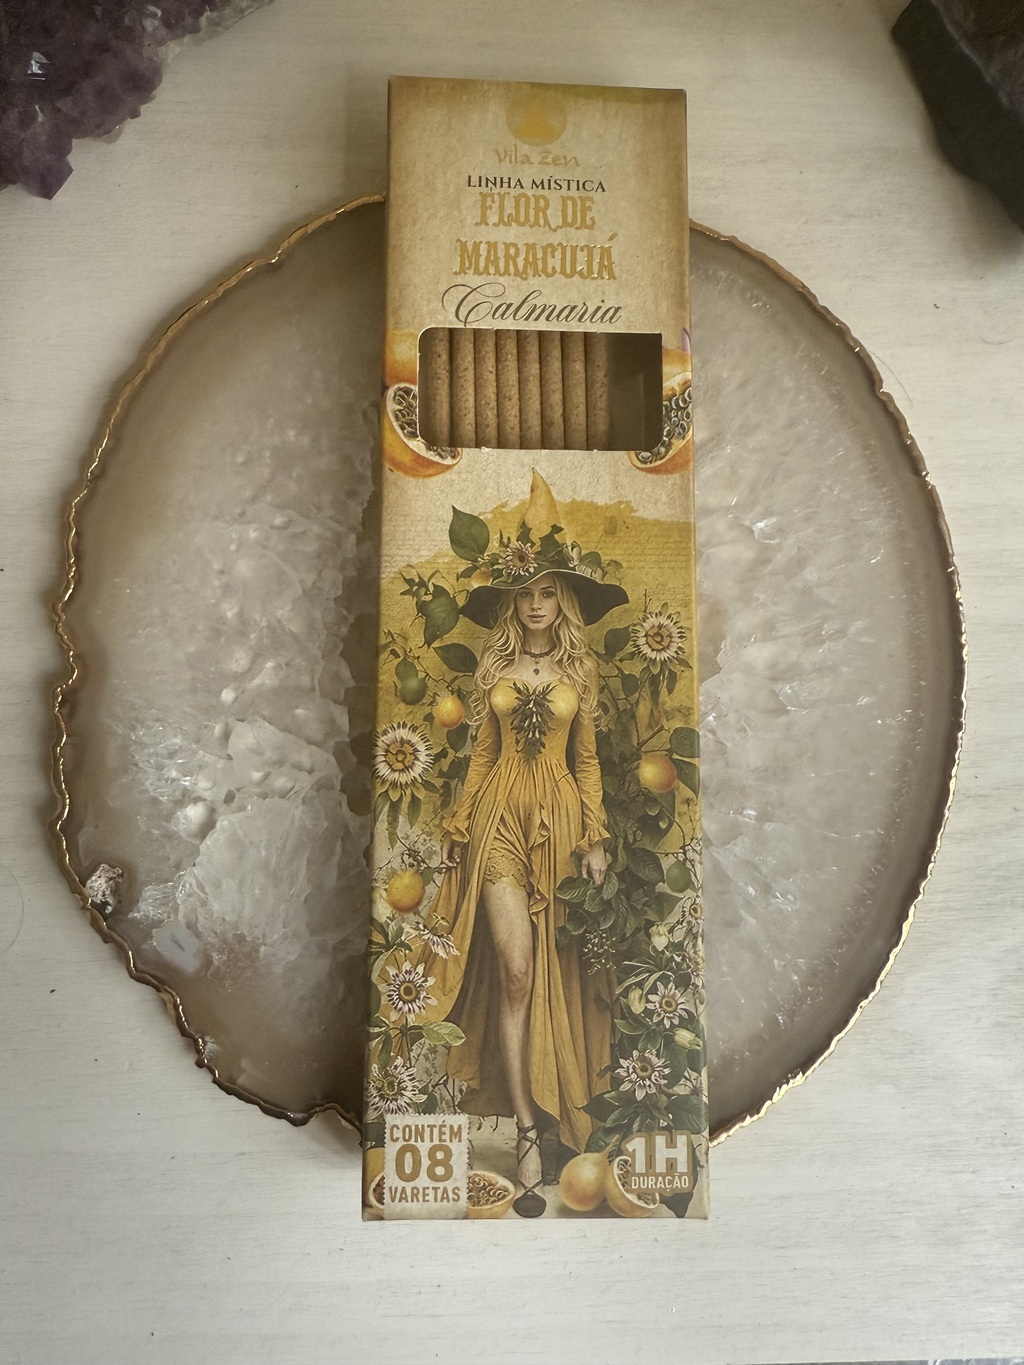 Vila Zen
LINHA MÍSTICA
FLOR DE
MARACUJÁ
Calmaria
CONTÉM
08
VARETAS
1H
DURAÇÃO